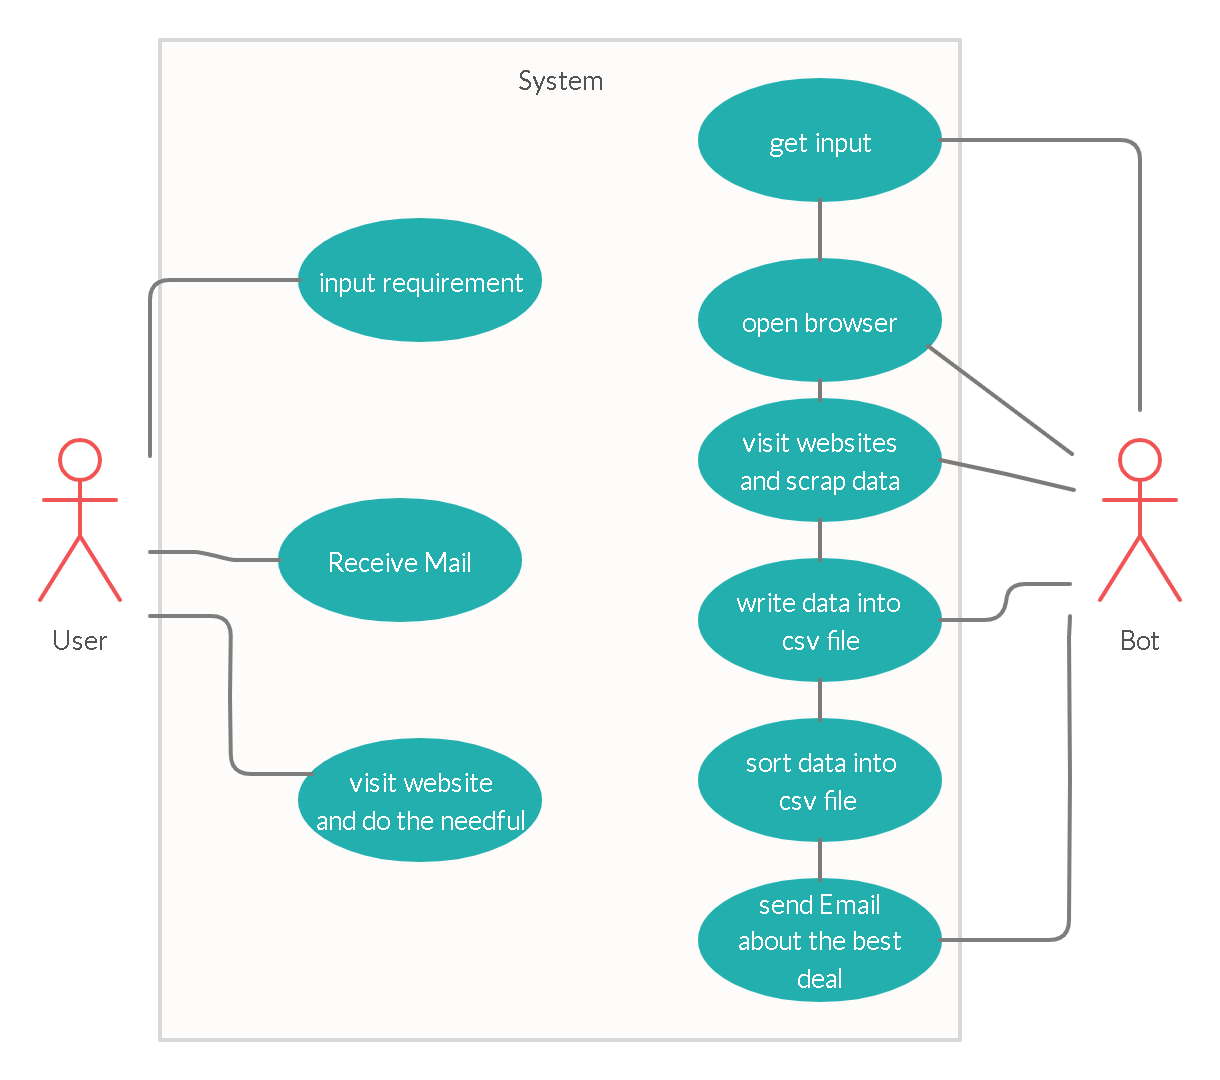 System
get input
input requirement
open browser
visit websites
and scrap data
Receive Mail
write data into
csv file
User
Bot
sort data into
csv file
visit website
and do the needful
send Email
about the best
deal